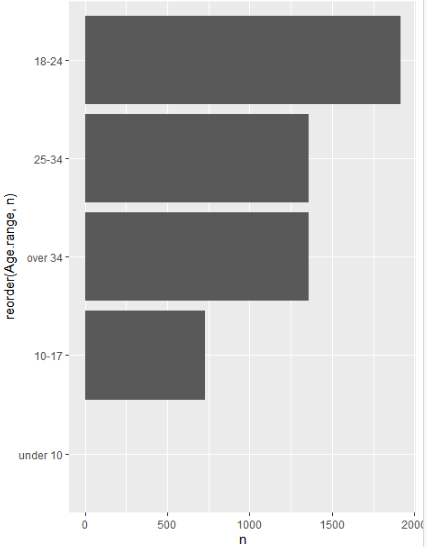 18-24
25-34
over 34
10-17
under 10
reorder(Age.range, n)
0 500 1000 1500 2000
n